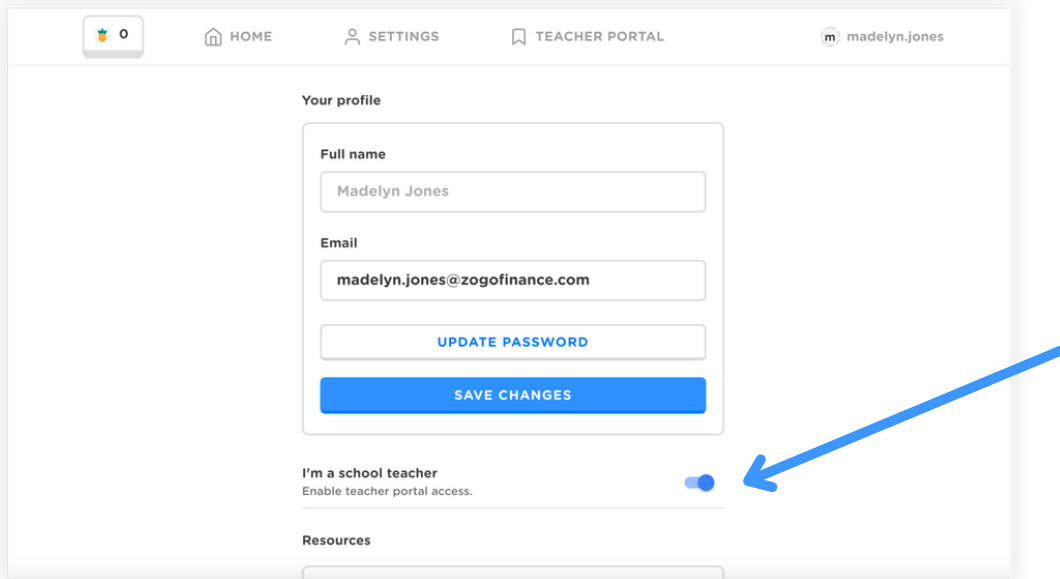 0 HOME SETTINGS TEACHER PORTAL m madelyn.jones
Your profile
Full name
Madelyn Jones
Email
madelyn.jones@zogofinance.com
UPDATE PASSWORD
SAVE CHANGES
I'm a school teacher
Enable teacher portal access.
Resources